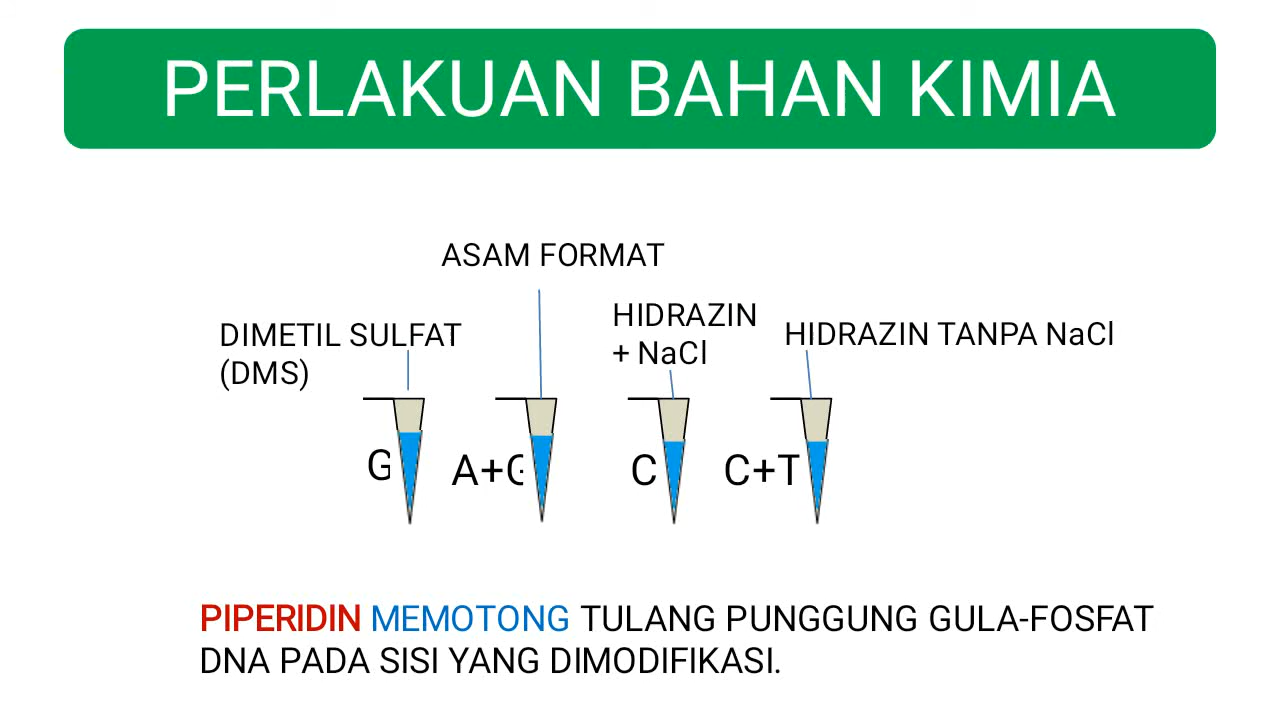 PERLAKUAN BAHAN KIMIA
ASAM FORMAT
DIMETIL SULFAT
(DMS)
HIDRAZIN
+ NaCl
HIDRAZIN TANPA NaCl
G
A+G
C
C+T
PIPERIDIN MEMOTONG TULANG PUNGGUNG GULA-FOSFAT
DNA PADA SISI YANG DIMODIFIKASI.